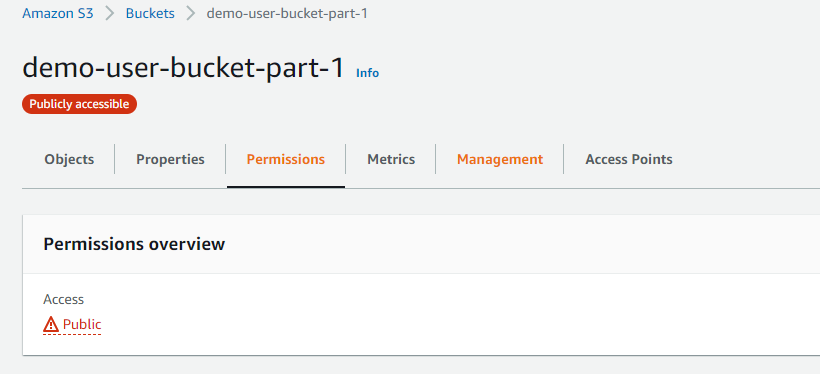 Amazon S3 > Buckets > demo-user-bucket-part-1
demo-user-bucket-part-1 Info
Publicly accessible
Objects Properties Permissions Metrics Management Access Points
Permissions overview
Access
Public